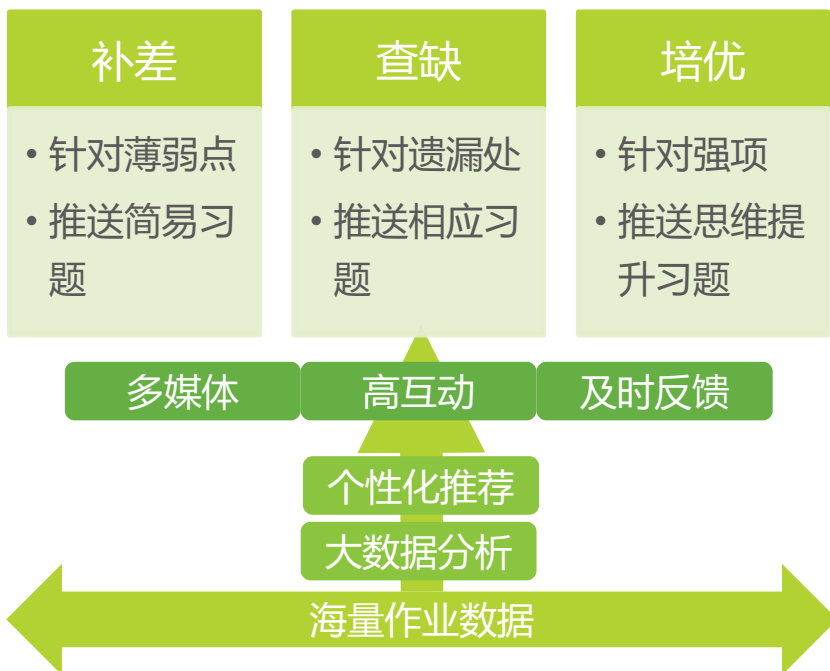 补差
• 针对薄弱点
• 推送简易习
题
查缺
• 针对遗漏处
• 推送相应习
题
培优
• 针对强项
• 推送思维提
升习题
多媒体
高互动
及时反馈
个性化推荐
大数据分析
海量作业数据